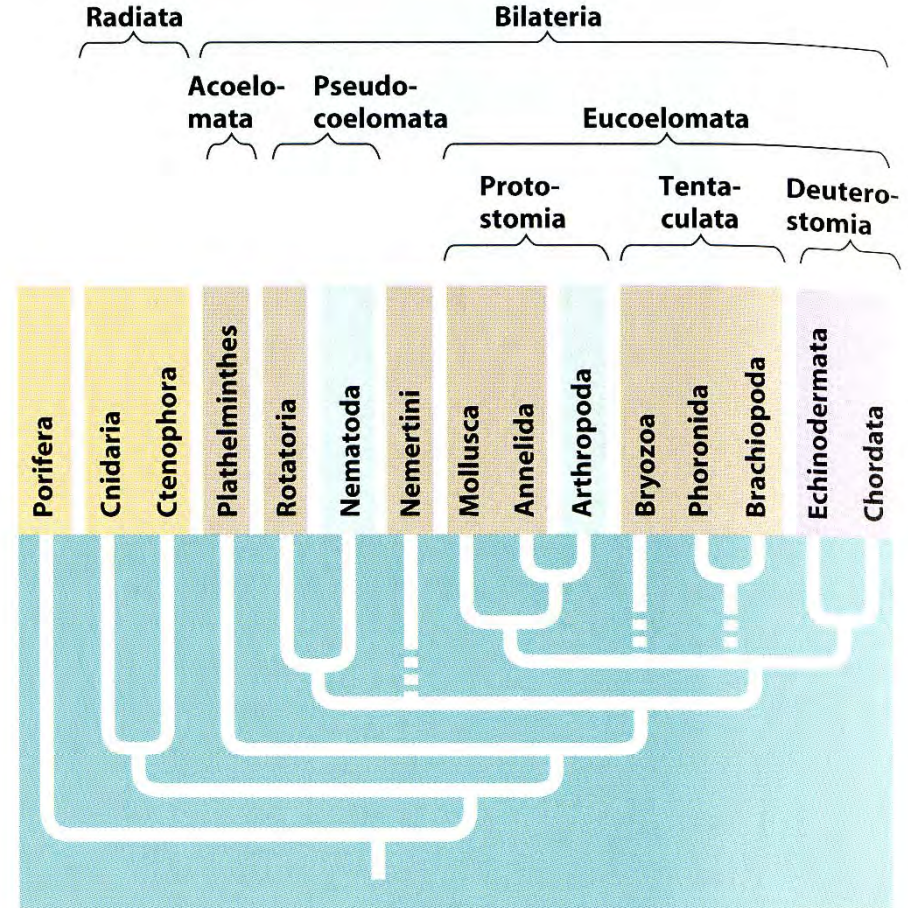 Radiata
Bilateria
Acoelo-
mata
Pseudo-
coelomata
Eucoelomata
Proto-
stomia
Tenta-
culata
Deutero-
stomia
Porifera
Cnidaria
Ctenophora
Plathelminthes
Rotatoria
Nematoda
Nemertini
Mollusca
Annelida
Arthropoda
Bryozoa
Phoronida
Brachiopoda
Echinodermata
Chordata